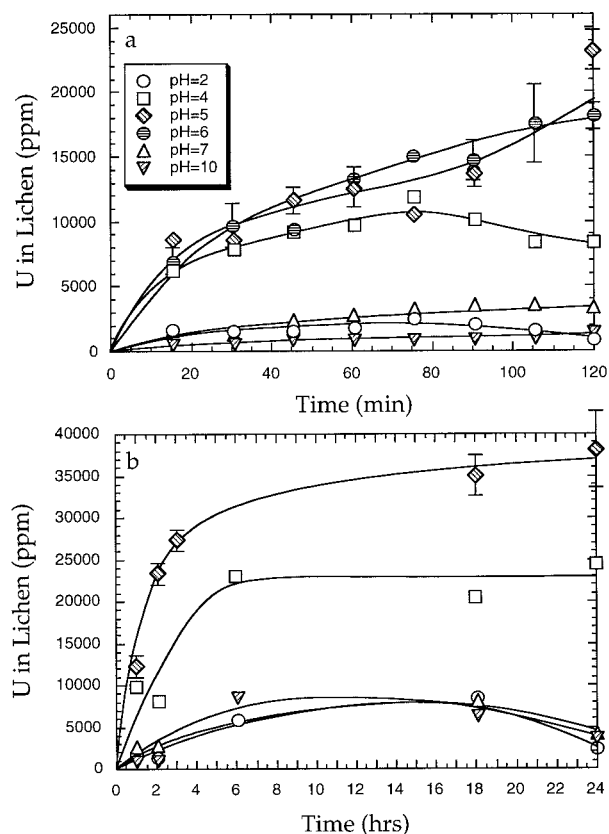 a
pH=2
pH=4
pH=5
pH=6
pH=7
pH=10
U in Lichen (ppm)
25000
20000
15000
10000
5000
0
0 20 40 60 80 100 120
Time (min)
b
U in Lichen (ppm)
40000
35000
30000
25000
20000
15000
10000
5000
0
0 2 4 6 8 10 12 14 16 18 20 22 24
Time (hrs)